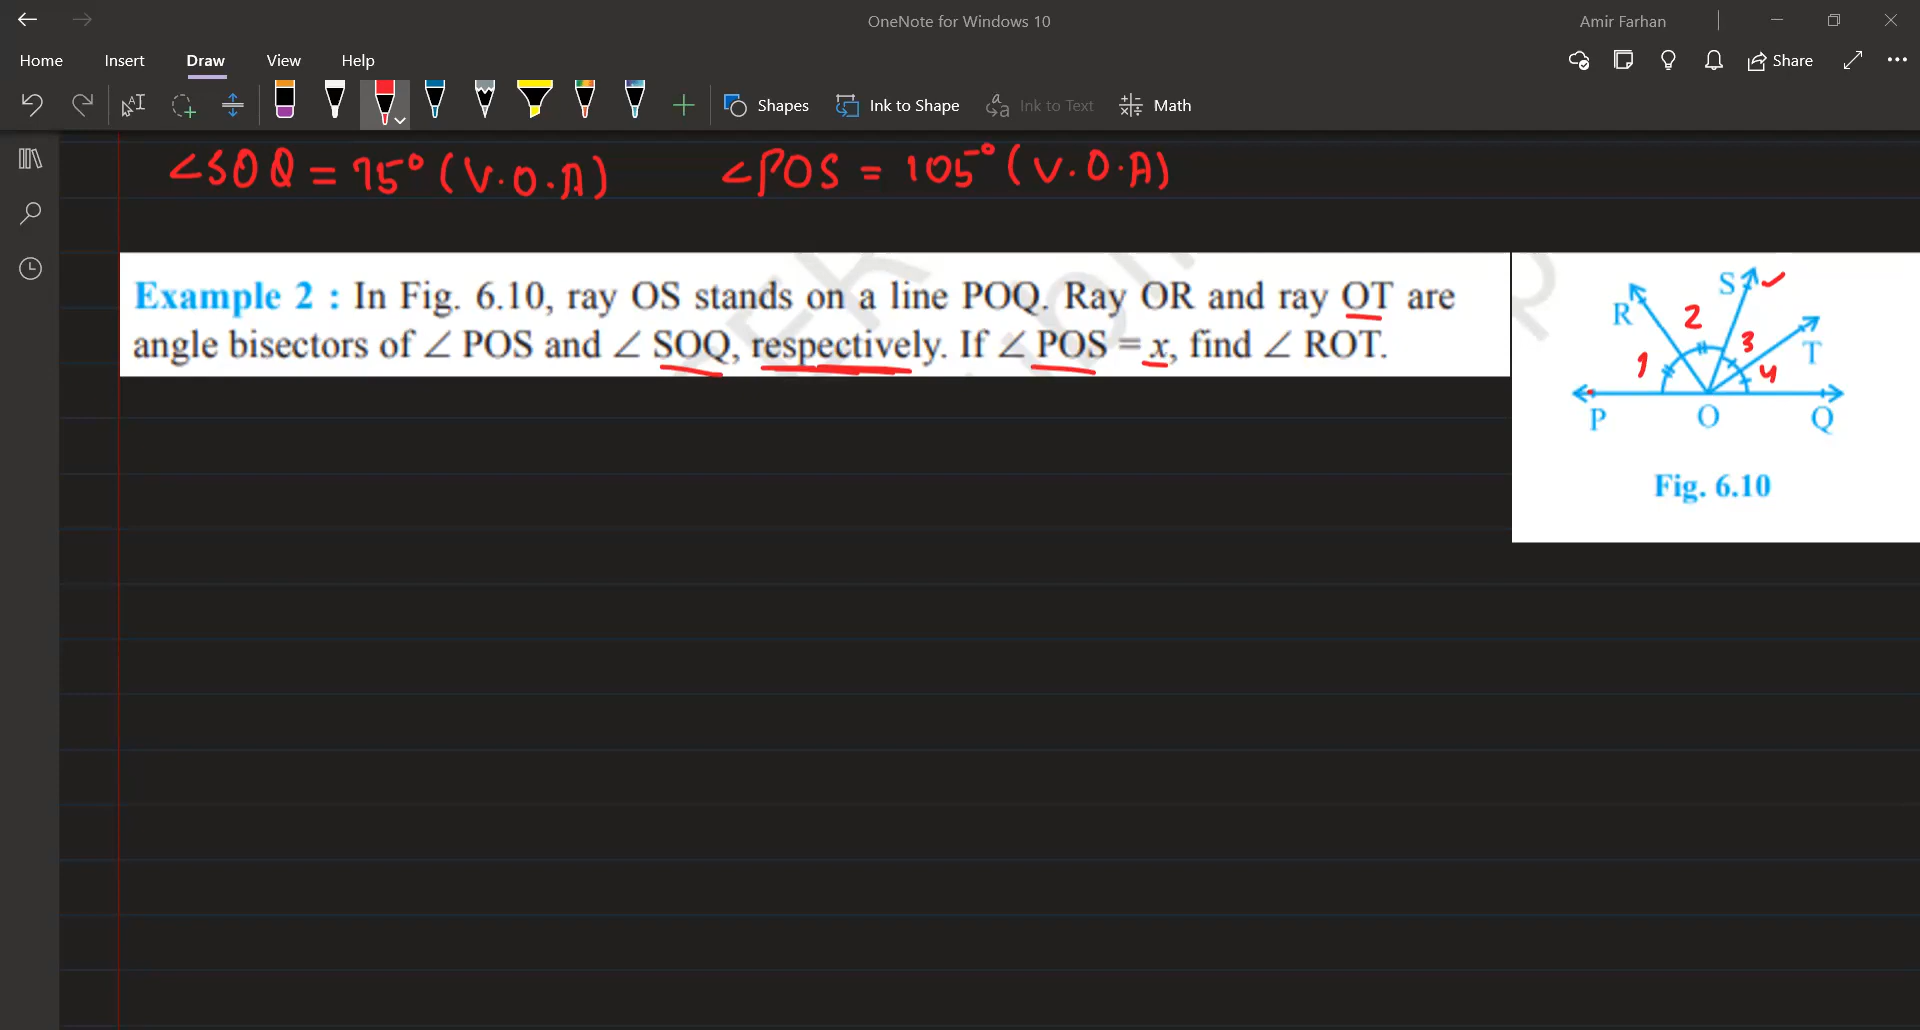 OneNote for Windows 10
Amir Farhan
Home Insert Draw View Help
Share
Shapes Ink to Shape Ink to Text Math
∠SOQ = 75° (V.O.A) ∠POS = 105° (V.O.A)
Example 2 : In Fig. 6.10, ray OS stands on a line POQ. Ray OR and ray OT are
angle bisectors of ∠ POS and ∠ SOQ, respectively. If ∠ POS = x, find ∠ ROT.
S
R 2
3 T
1 4
P O Q
Fig. 6.10